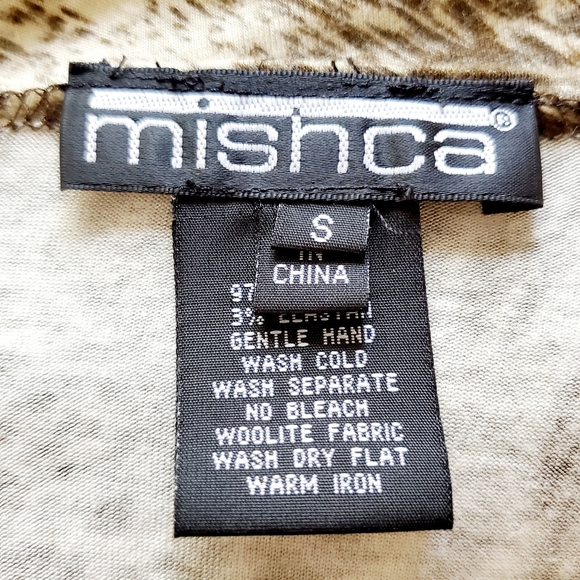 mishca®
S
IN
CHINA
97
3%
GENTLE HAND
WASH COLD
WASH SEPARATE
NO BLEACH
WOOLITE FABRIC
WASH DRY FLAT
WARM IRON